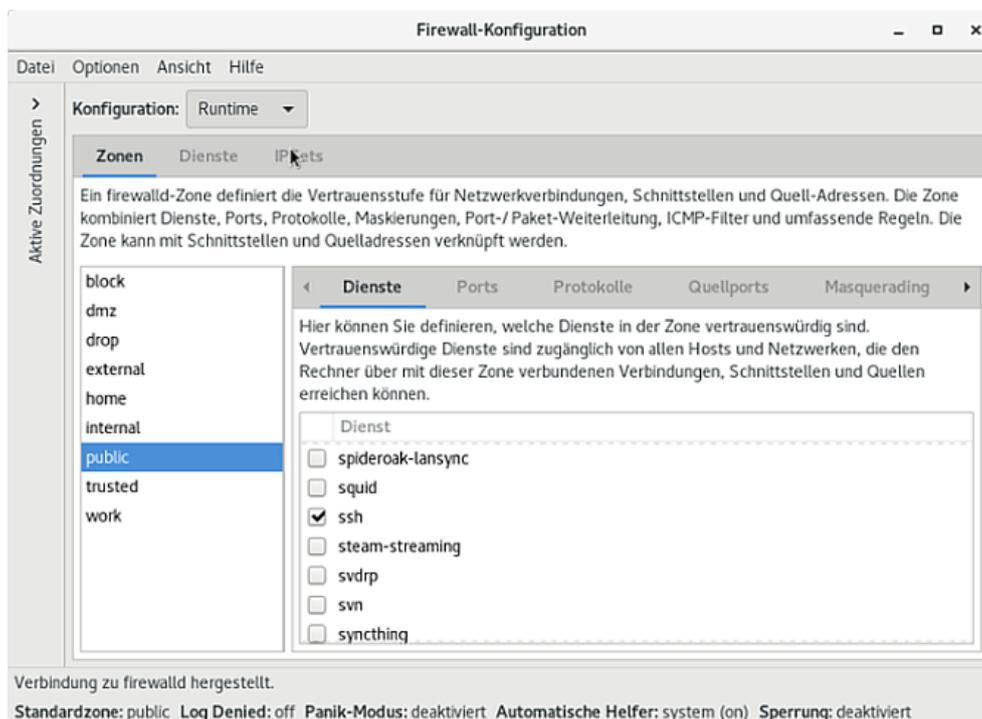 Firewall-Konfiguration
Datei Optionen Ansicht Hilfe
Aktive Zuordnungen
Konfiguration: Runtime
Zonen Dienste IPSets
Ein firewalld-Zone definiert die Vertrauensstufe für Netzwerkverbindungen, Schnittstellen und Quell-Adressen. Die Zone
kombiniert Dienste, Ports, Protokolle, Maskierungen, Port-/ Paket-Weiterleitung, ICMP-Filter und umfassende Regeln. Die
Zone kann mit Schnittstellen und Quelladressen verknüpft werden.
block
dmz
drop
external
home
internal
public
trusted
work
Dienste Ports Protokolle Quellports Masquerading
Hier können Sie definieren, welche Dienste in der Zone vertrauenswürdig sind.
Vertrauenswürdige Dienste sind zugänglich von allen Hosts und Netzwerken, die den
Rechner über mit dieser Zone verbundenen Verbindungen, Schnittstellen und Quellen
erreichen können.
Dienst
spideroak-lansync
squid
ssh
steam-streaming
svdrp
svn
syncthing
Verbindung zu firewalld hergestellt.
Standardzone: public Log Denied: off Panik-Modus: deaktiviert Automatische Helfer: system (on) Sperrung: deaktiviert